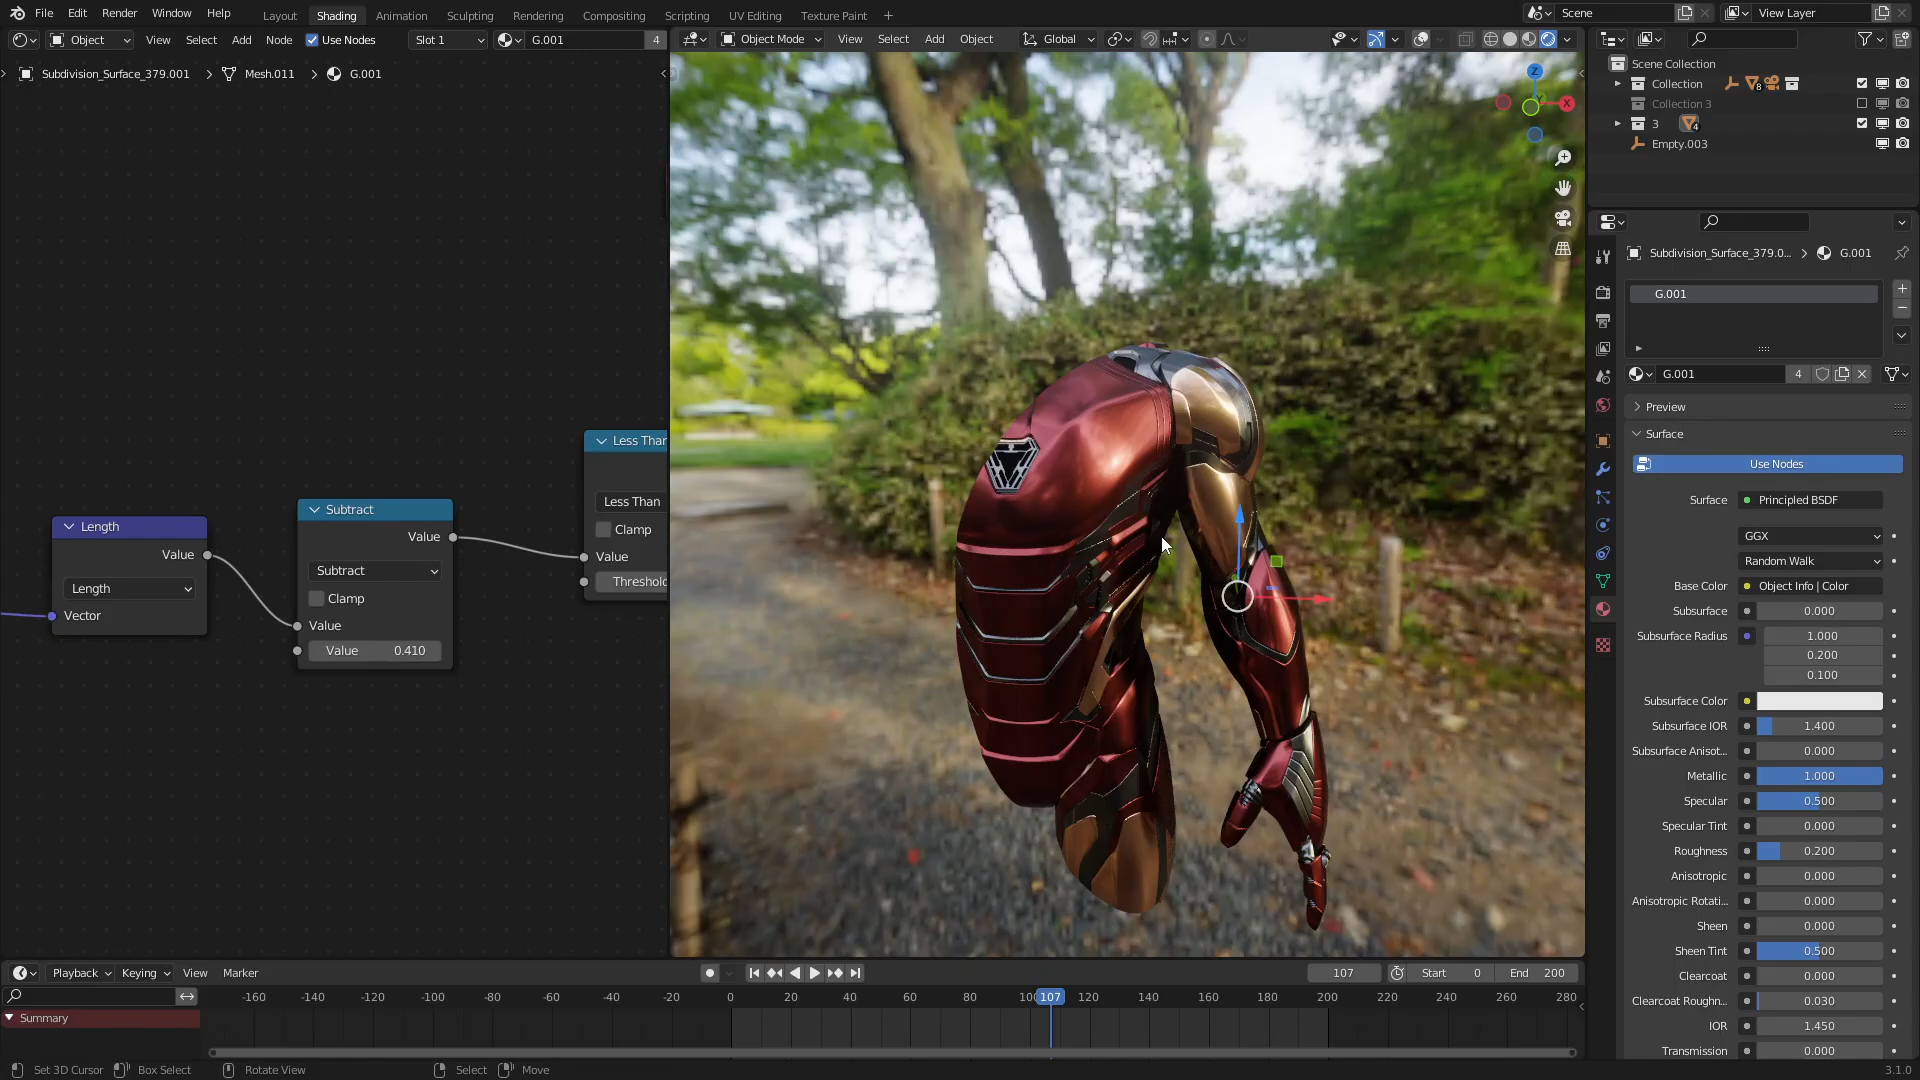 File Edit Render Window Help
Layout Shading Animation Sculpting Rendering Compositing Scripting UV Editing Texture Paint +
Scene View Layer
Object View Select Add Node Use Nodes Slot 1 G.001 4
Object Mode View Select Add Object Global
Subdivision_Surface_379.001 > Mesh.011 > G.001
Z
X
Scene Collection
Collection 8
Collection 3
3 4
Empty.003
Subdivision_Surface_379.0... > G.001
G.001
G.001 4
Preview
Surface
Use Nodes
Surface Principled BSDF
GGX
Random Walk
Base Color Object Info | Color
Subsurface 0.000
Subsurface Radius 1.000
0.200
0.100
Subsurface Color
Subsurface IOR 1.400
Subsurface Anisot... 0.000
Metallic 1.000
Specular 0.500
Specular Tint 0.000
Roughness 0.200
Anisotropic 0.000
Anisotropic Rotati... 0.000
Sheen 0.000
Sheen Tint 0.500
Clearcoat 0.000
Clearcoat Roughn... 0.030
IOR 1.450
Transmission 0.000
Length
Value
Length
Vector
Subtract
Value
Subtract
Clamp
Value
Value 0.410
Less Than
Less Than
Clamp
Value
Threshold
Playback Keying View Marker
107 Start 0 End 200
-160 -140 -120 -100 -80 -60 -40 -20 0 20 40 60 80 100 107 120 140 160 180 200 220 240 260 280
Summary
Set 3D Cursor Box Select Rotate View Select Move
3.1.0